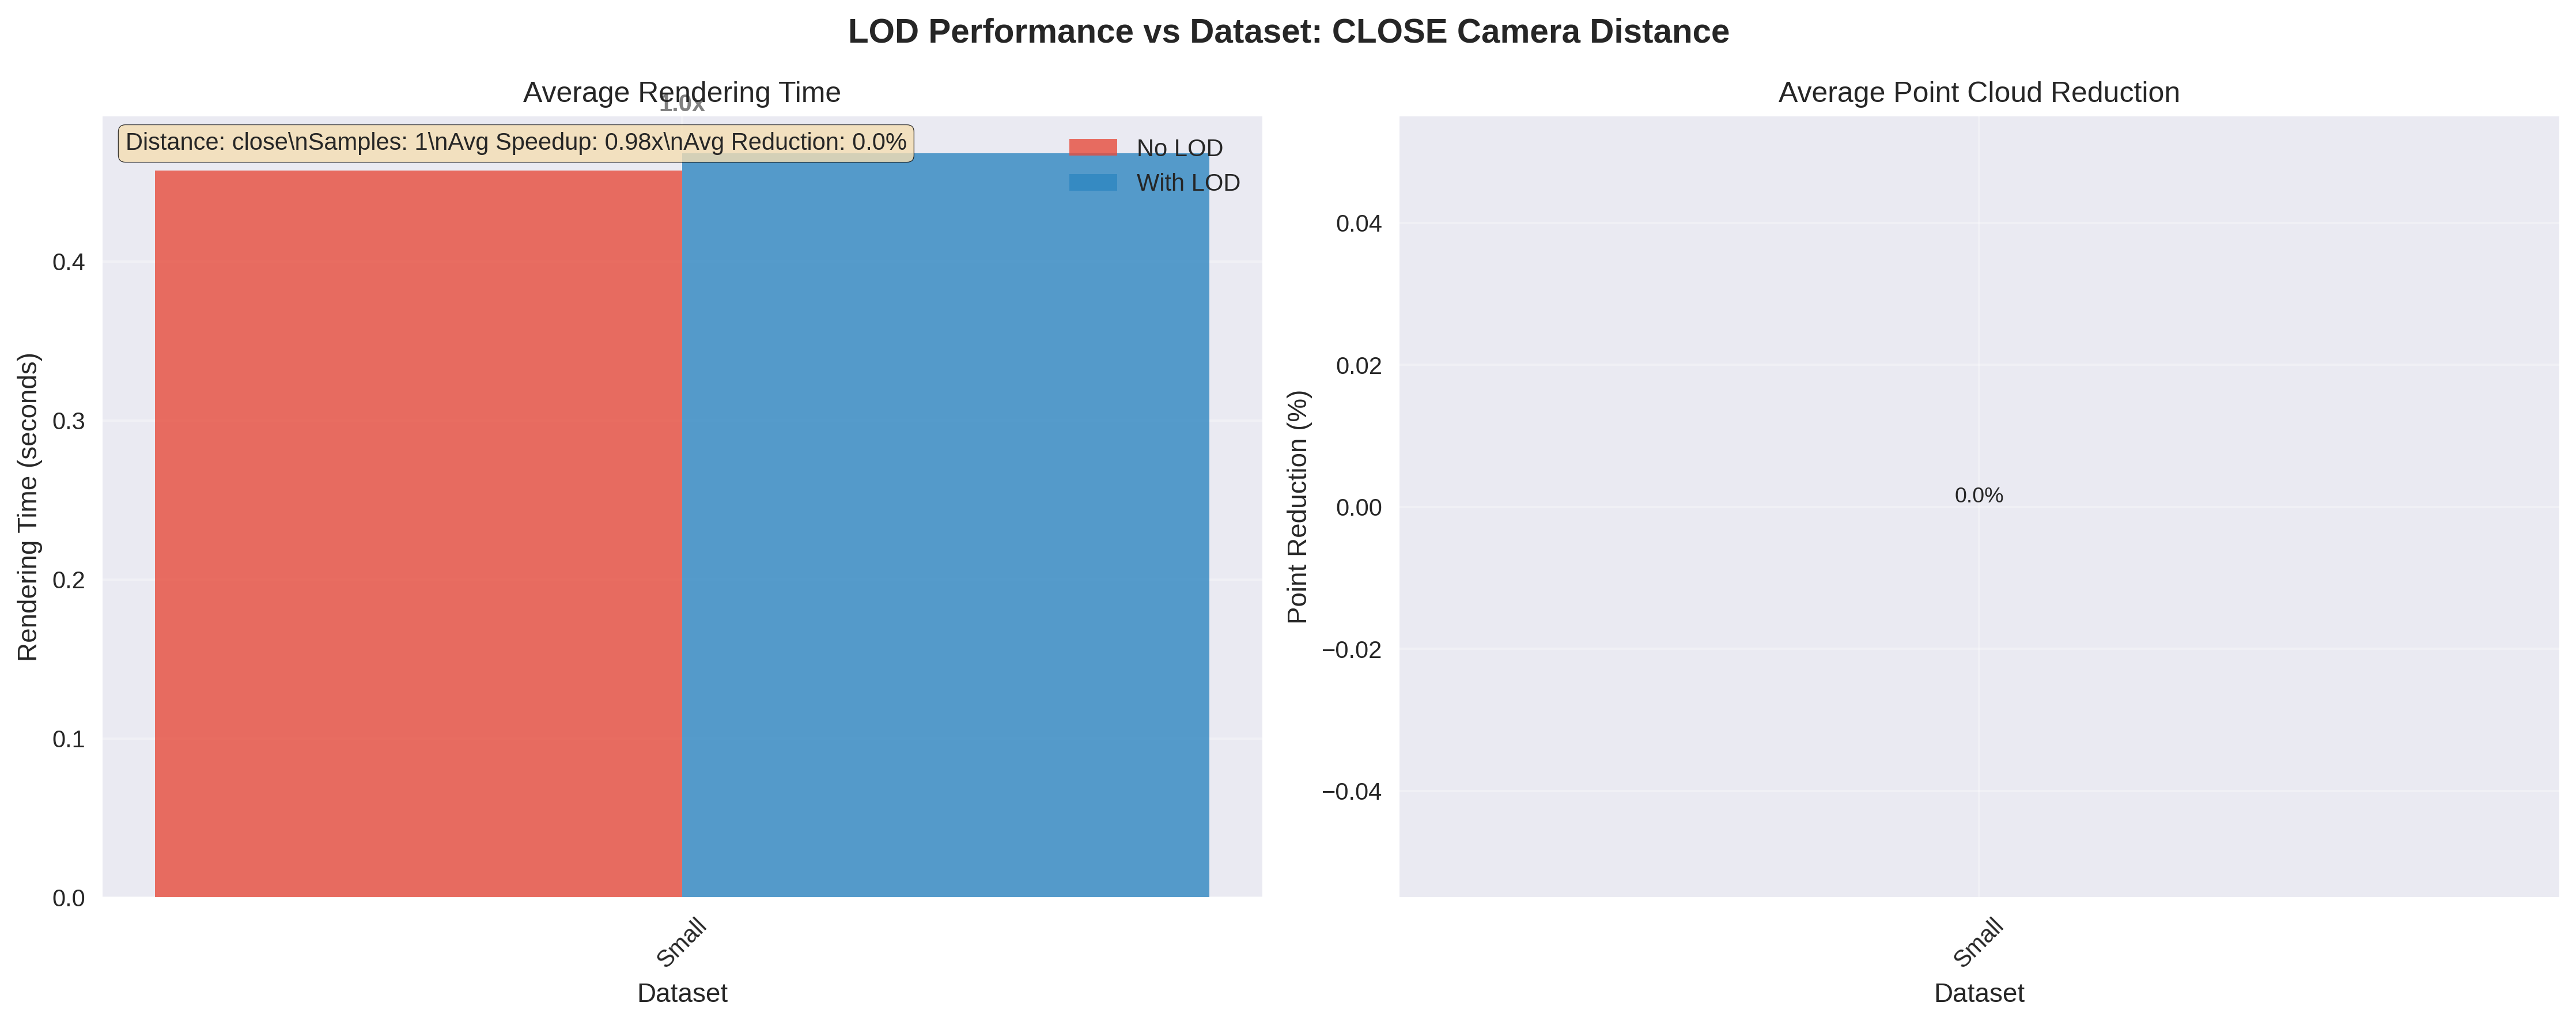 LOD Performance vs Dataset: CLOSE Camera Distance
Average Rendering Time
1.0x
Distance: close\nSamples: 1\nAvg Speedup: 0.98x\nAvg Reduction: 0.0%
No LOD
With LOD
Rendering Time (seconds)
0.4
0.3
0.2
0.1
0.0
Small
Dataset
Average Point Cloud Reduction
Point Reduction (%)
0.04
0.02
0.00
−0.02
−0.04
0.0%
Small
Dataset